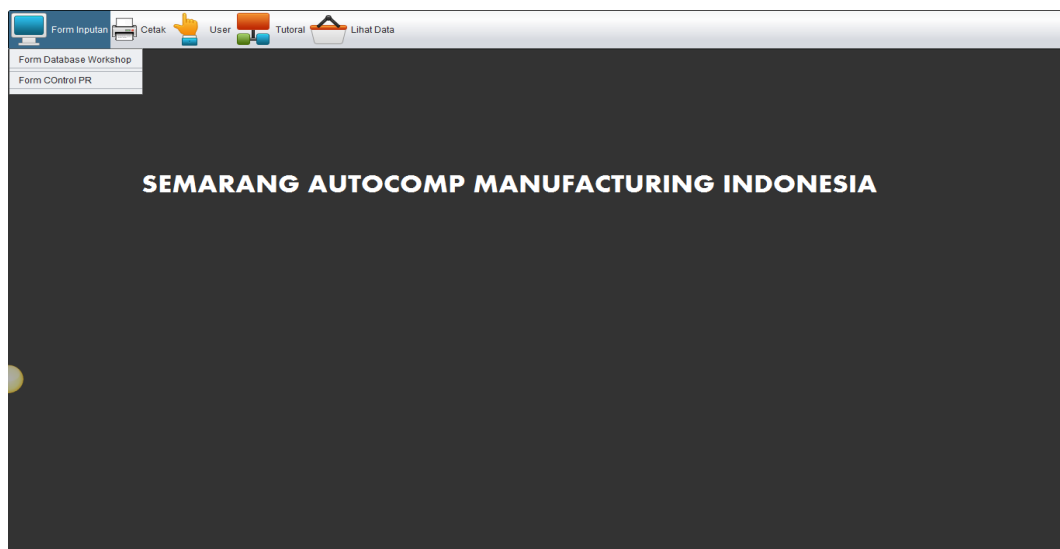 Form Inputan Cetak User Tutoral Lihat Data
Form Database Workshop
Form COntrol PR
SEMARANG AUTOCOMP MANUFACTURING INDONESIA